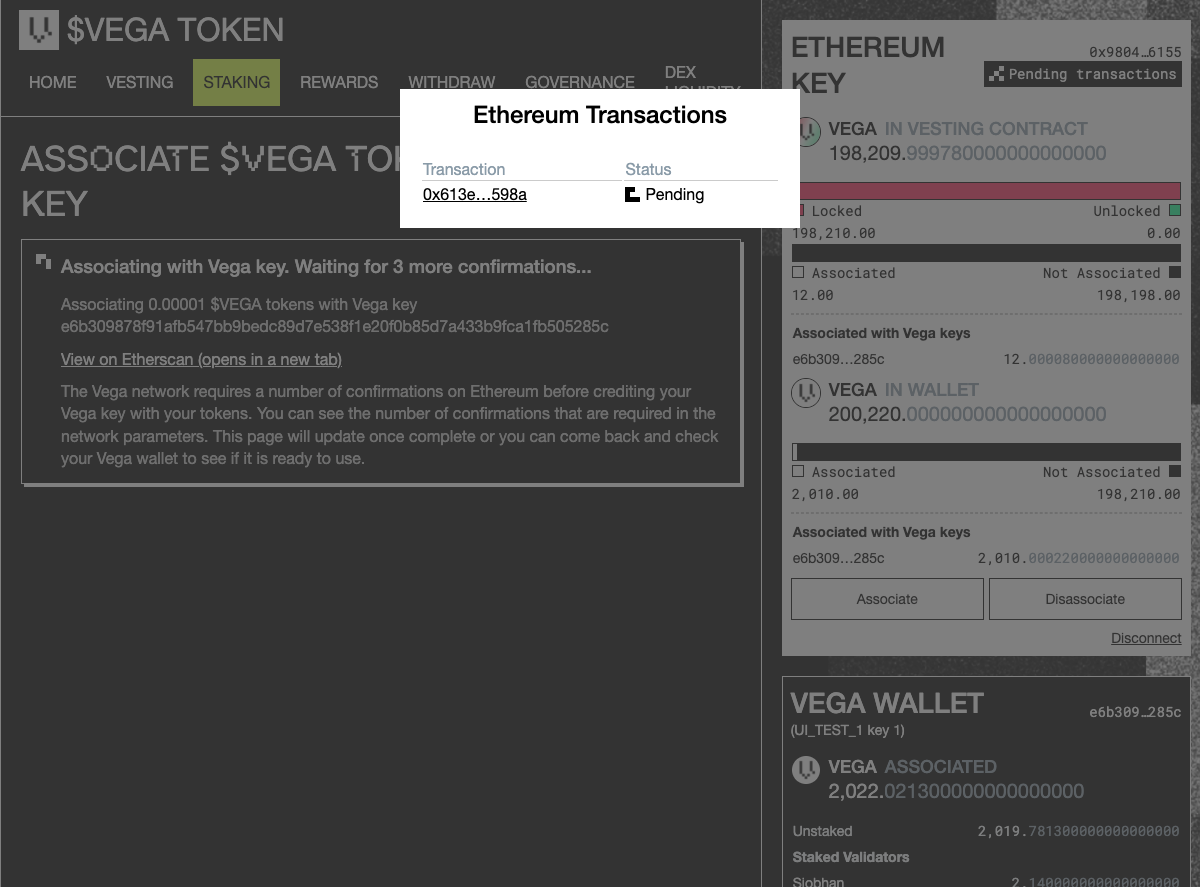 $VEGA TOKEN
HOME
VESTING
STAKING
REWARDS
WITHDRAW
GOVERNANCE
DEX
LIQUIDITY
ASSOCIATE $VEGA
KEY
Associating with Vega key. Waiting for 3 more confirmations...
Associating 0.00001 $VEGA tokens with Vega key
e6b309878f91afb547bb9bedc89d7e538f1e20f0b85d7a433b9fca1fb505285c
View on Etherscan (opens in a new tab)
The Vega network requires a number of confirmations on Ethereum before crediting your
Vega key with your tokens. You can see the number of confirmations that are required in the
network parameters. This page will update once complete or you can come back and check
your Vega wallet to see if it is ready to use.
Ethereum Transactions
Transaction Status
0x613e…598a Pending
ETHEREUM
KEY
0x9804…6155
Pending transactions
VEGA IN VESTING CONTRACT
198,209.999780000000000000
Locked Unlocked
198,210.00 0.00
Associated Not Associated
12.00 198,198.00
Associated with Vega keys
e6b309…285c 12.000080000000000000
VEGA IN WALLET
200,220.000000000000000000
Associated Not Associated
2,010.00 198,210.00
Associated with Vega keys
e6b309…285c 2,010.000220000000000000
Associate Disassociate
Disconnect
VEGA WALLET e6b309…285c
(UI_TEST_1 key 1)
VEGA ASSOCIATED
2,022.021300000000000000
Unstaked 2,019.781300000000000000
Staked Validators
Siobhan 2.140000000000000000